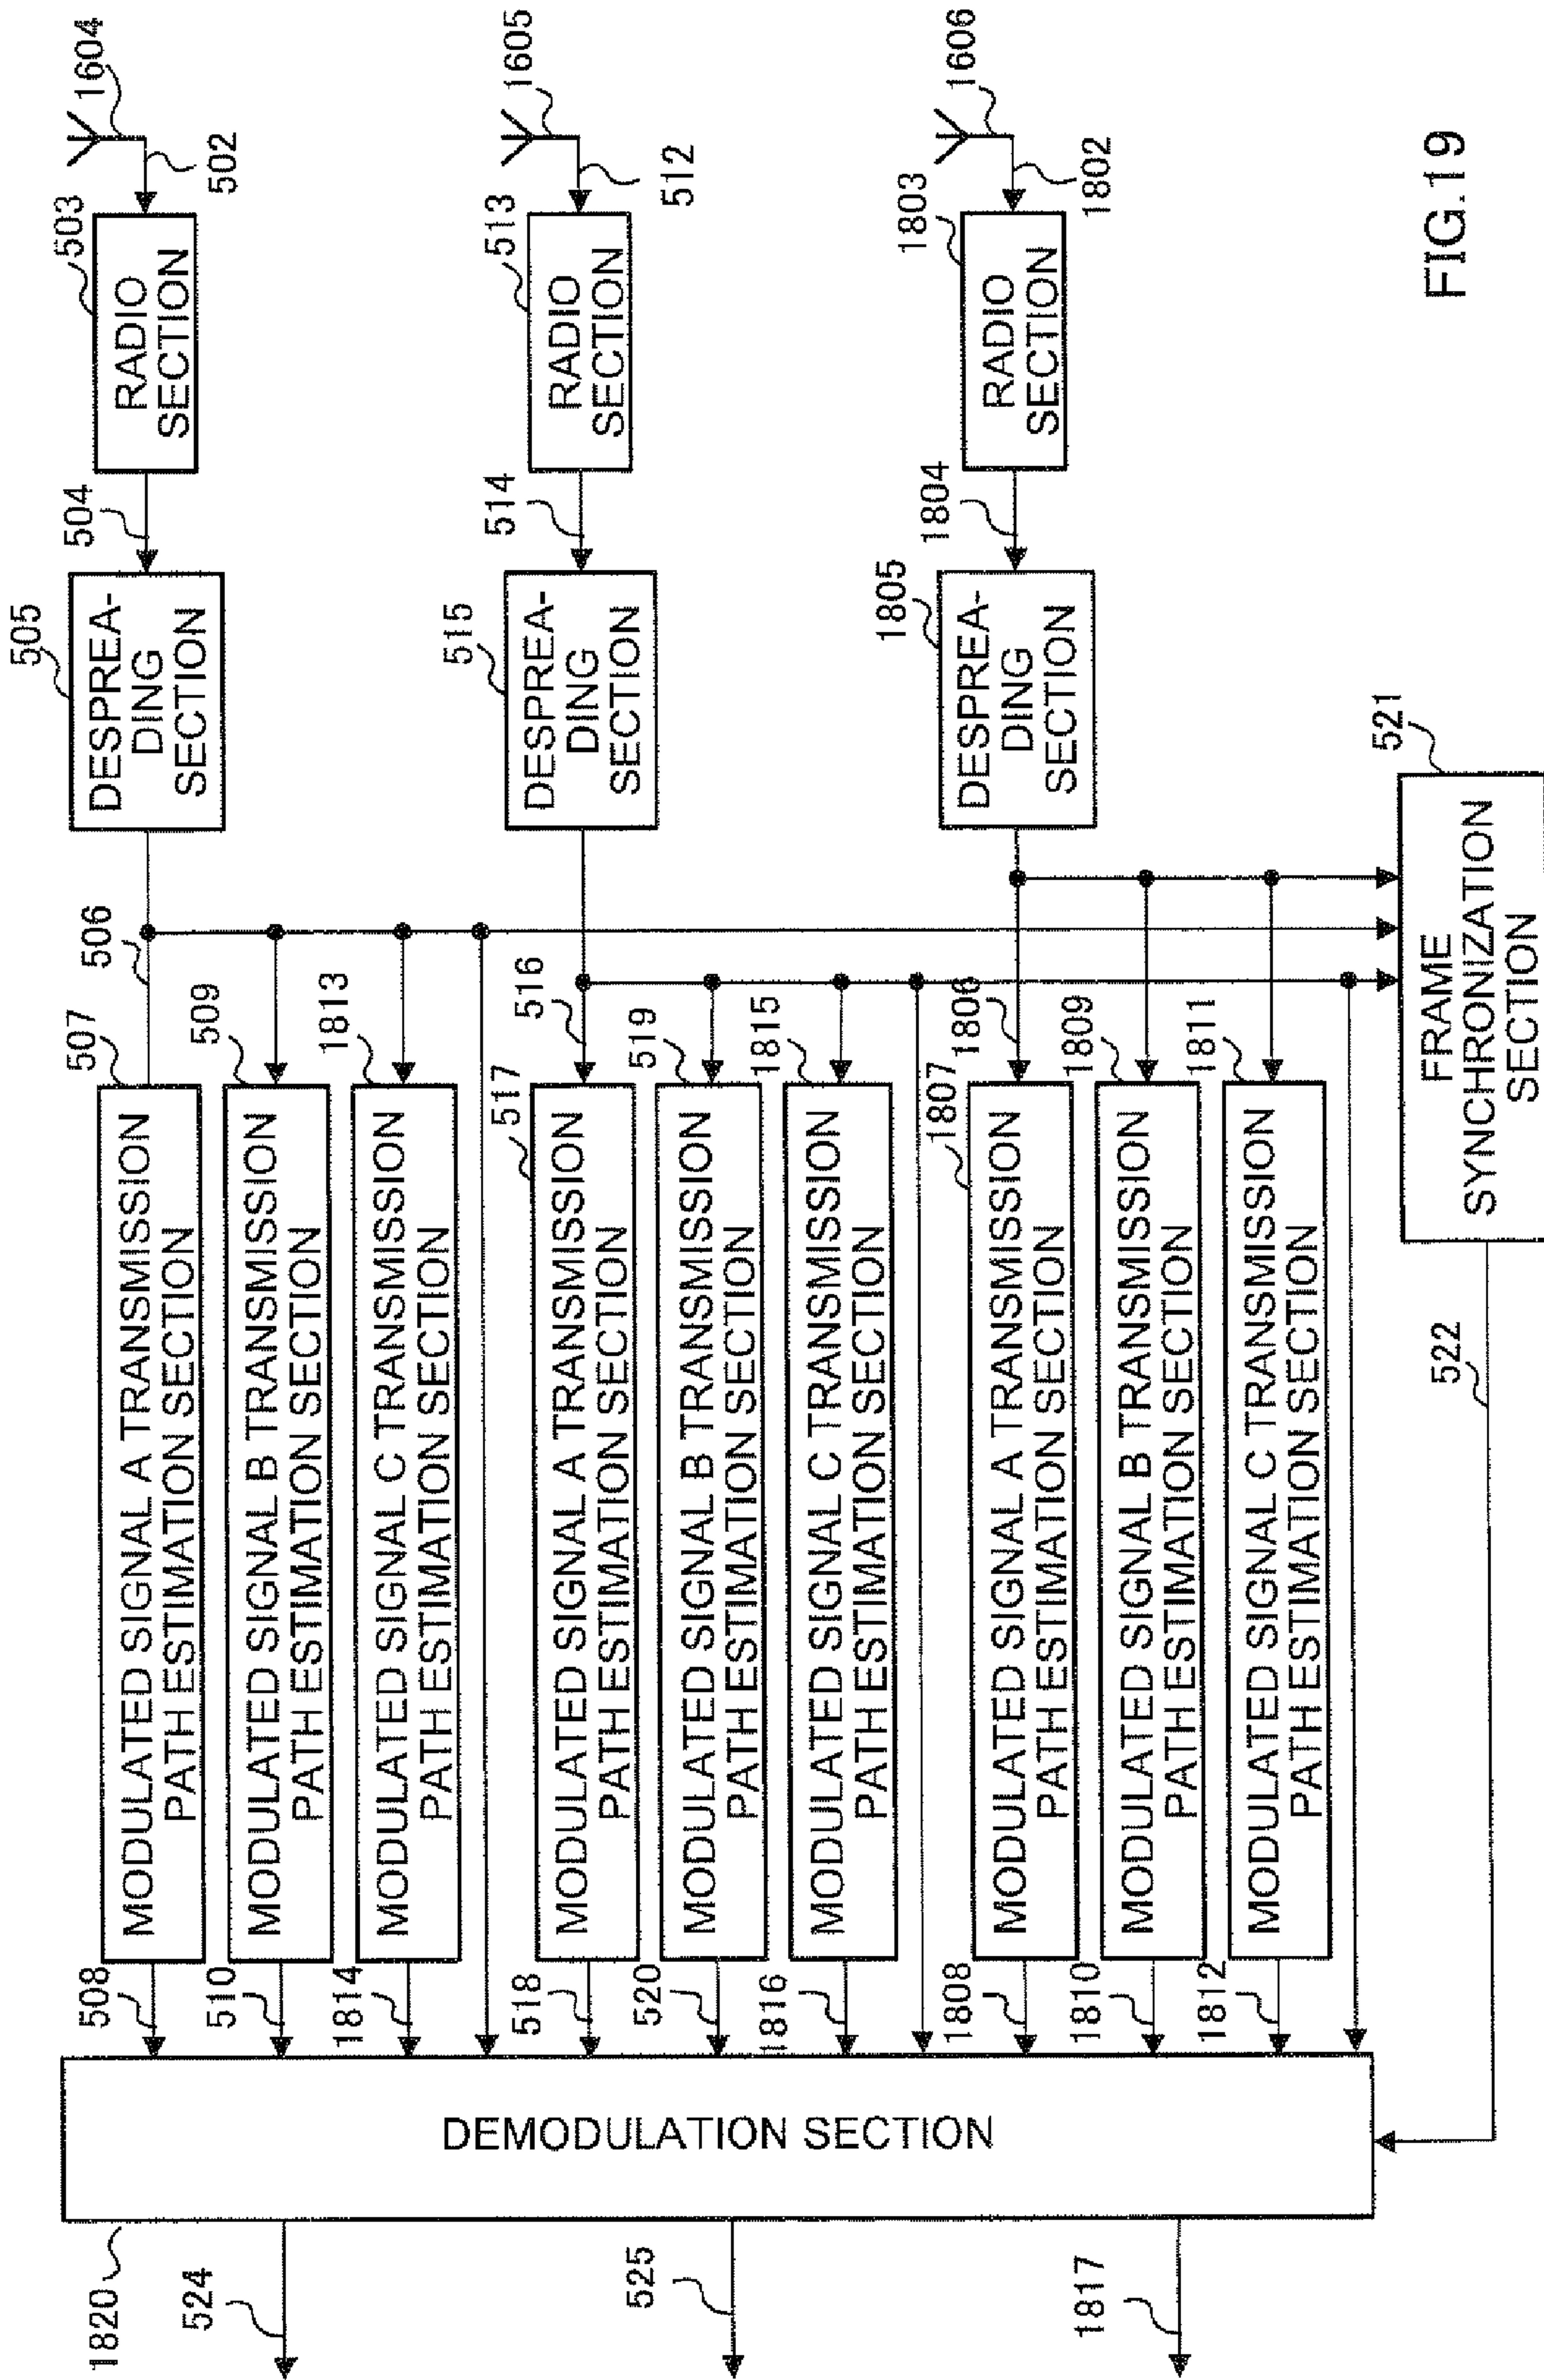 1604
502
503
RADIO
SECTION
504
505
DESPREA-
DING
SECTION
506
507
MODULATED SIGNAL A TRANSMISSION
PATH ESTIMATION SECTION
508
509
MODULATED SIGNAL B TRANSMISSION
PATH ESTIMATION SECTION
510
1813
MODULATED SIGNAL C TRANSMISSION
PATH ESTIMATION SECTION
1814
1605
512
513
RADIO
SECTION
514
515
DESPREA-
DING
SECTION
516
517
MODULATED SIGNAL A TRANSMISSION
PATH ESTIMATION SECTION
518
519
MODULATED SIGNAL B TRANSMISSION
PATH ESTIMATION SECTION
520
1815
MODULATED SIGNAL C TRANSMISSION
PATH ESTIMATION SECTION
1816
1606
1802
1803
RADIO
SECTION
1804
1805
DESPREA-
DING
SECTION
1806
1807
MODULATED SIGNAL A TRANSMISSION
PATH ESTIMATION SECTION
1808
1809
MODULATED SIGNAL B TRANSMISSION
PATH ESTIMATION SECTION
1810
1811
MODULATED SIGNAL C TRANSMISSION
PATH ESTIMATION SECTION
1812
521
FRAME
SYNCHRONIZATION
SECTION
522
DEMODULATION SECTION
1820
524
525
1817
FIG.19